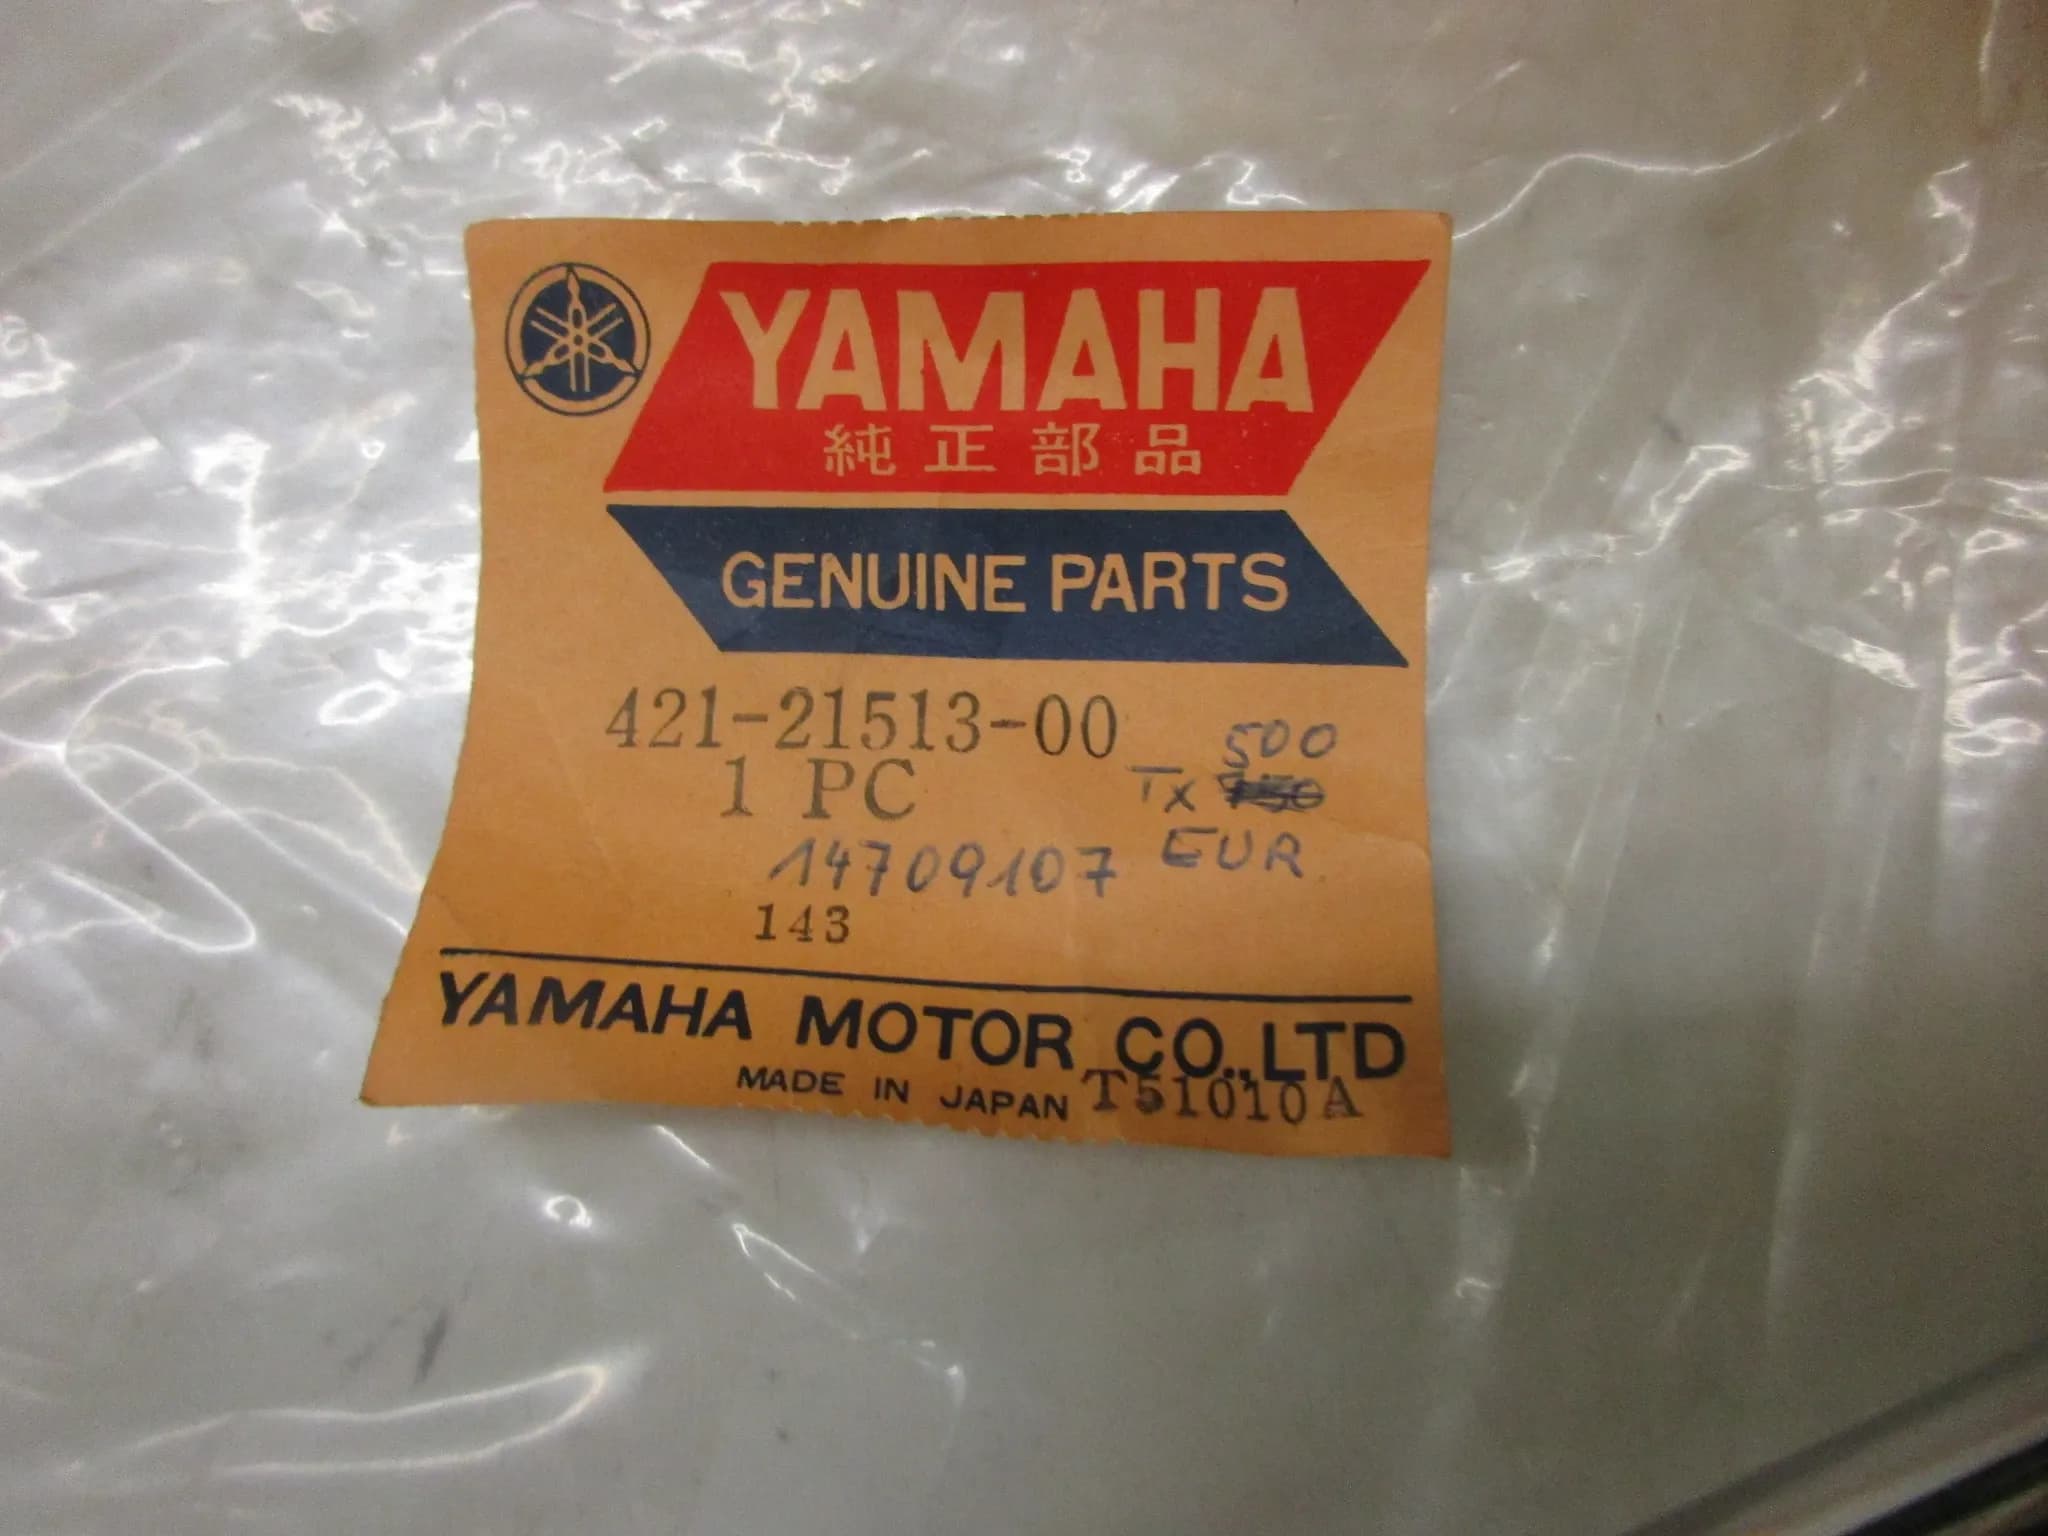 YAMAHA
純正部品
GENUINE PARTS
421-21513-00
500
1 PC
TX
EUR
14709107
143
YAMAHA MOTOR CO.,LTD
MADE IN JAPAN T51010A